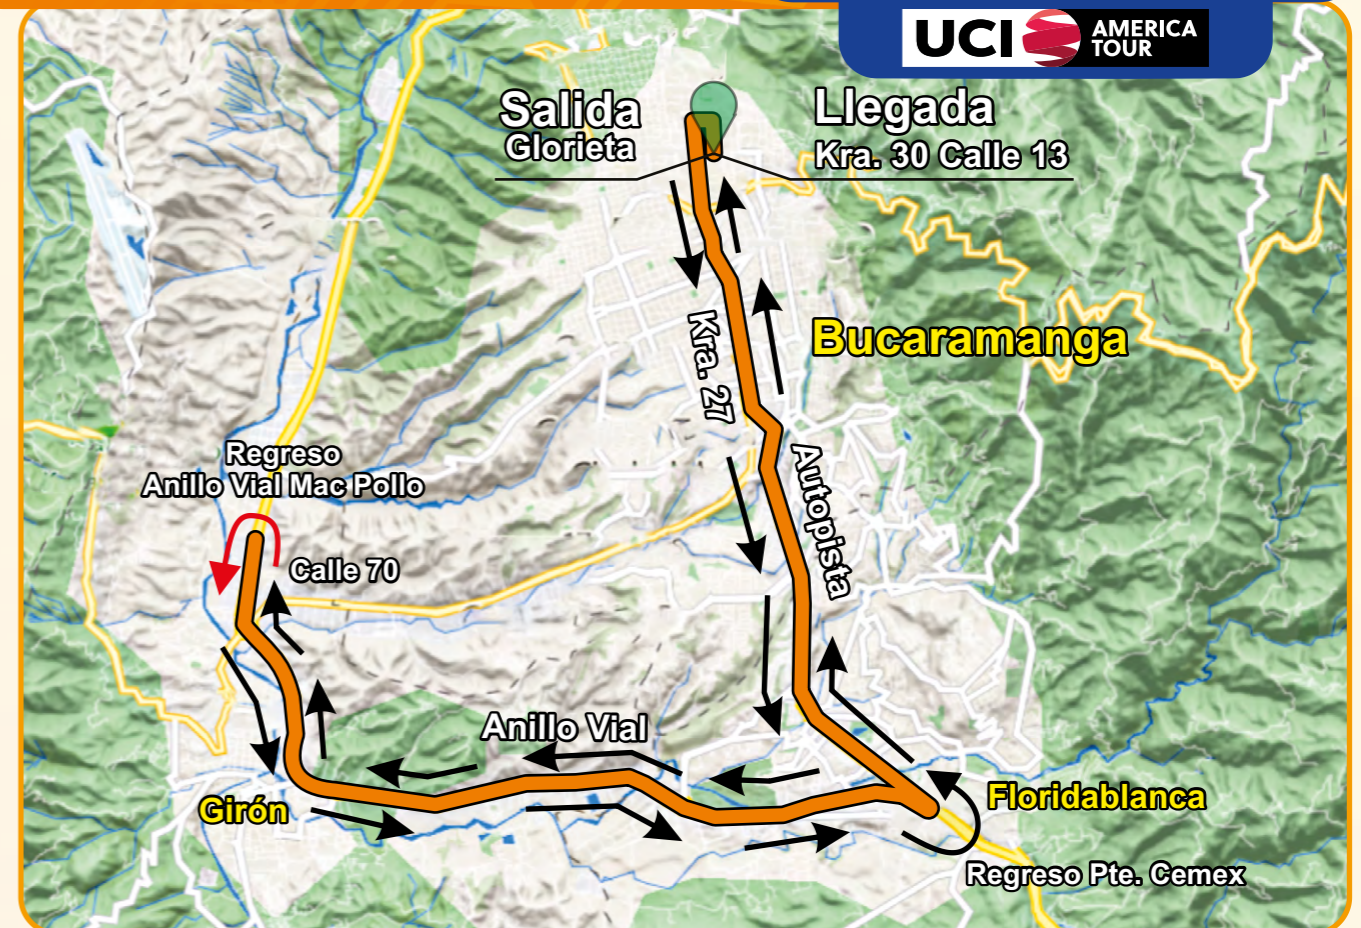 UCI AMERICA
TOUR
Salida
Glorieta
Llegada
Kra. 30 Calle 13
Kra. 27
Bucaramanga
Autopista
Regreso
Anillo Vial Mac Pollo
Calle 70
Anillo Vial
Girón
Floridablanca
Regreso Pte. Cemex